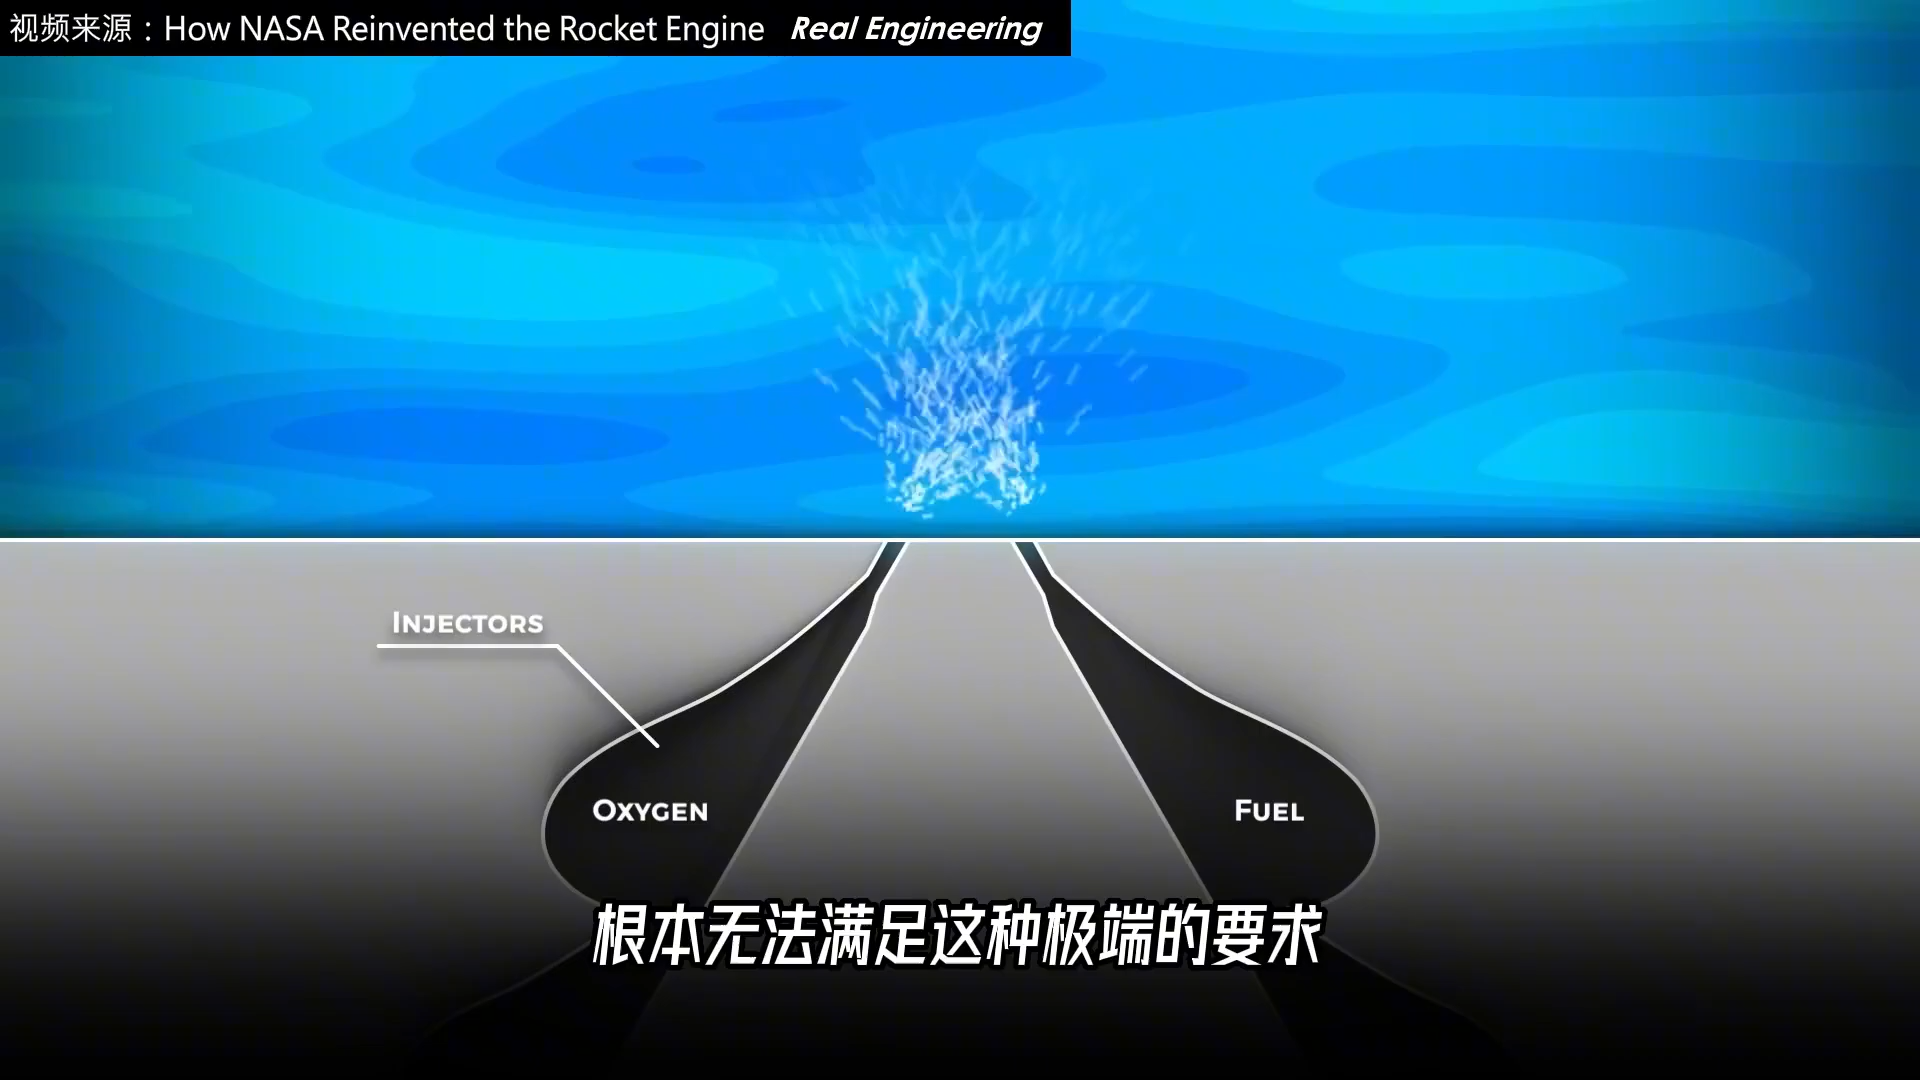 视频来源：How NASA Reinvented the Rocket Engine Real Engineering
INJECTORS
OXYGEN
FUEL
根本无法满足这种极端的要求